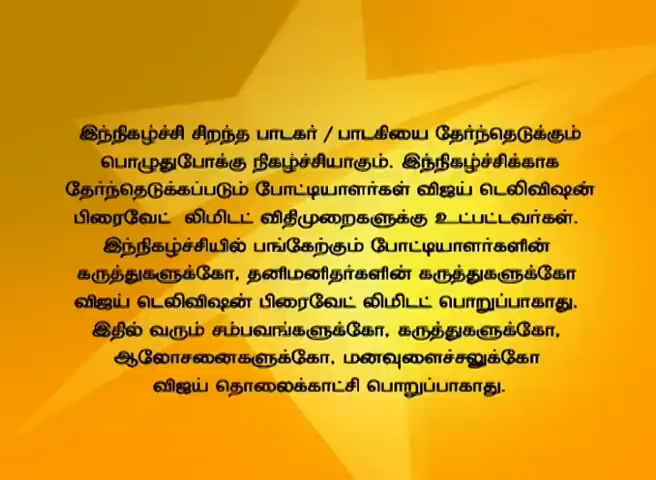 இந்நிகழ்ச்சி சிறந்த பாடகர் / பாடகியை தேர்ந்தெடுக்கும்
பொழுதுபோக்கு நிகழ்ச்சியாகும். இந்நிகழ்ச்சிக்காக
தேர்ந்தெடுக்கப்படும் போட்டியாளர்கள் விஜய் டெலிவிஷன்
பிரைவேட் லிமிடட் விதிமுறைகளுக்கு உட்பட்டவர்கள்.
இந்நிகழ்ச்சியில் பங்கேற்கும் போட்டியாளர்களின்
கருத்துகளுக்கோ, தனிமனிதர்களின் கருத்துகளுக்கோ
விஜய் டெலிவிஷன் பிரைவேட் லிமிடட் பொறுப்பாகாது.
இதில் வரும் சம்பவங்களுக்கோ, கருத்துகளுக்கோ,
ஆலோசனைகளுக்கோ, மனவுளைச்சலுக்கோ
விஜய் தொலைக்காட்சி பொறுப்பாகாது.